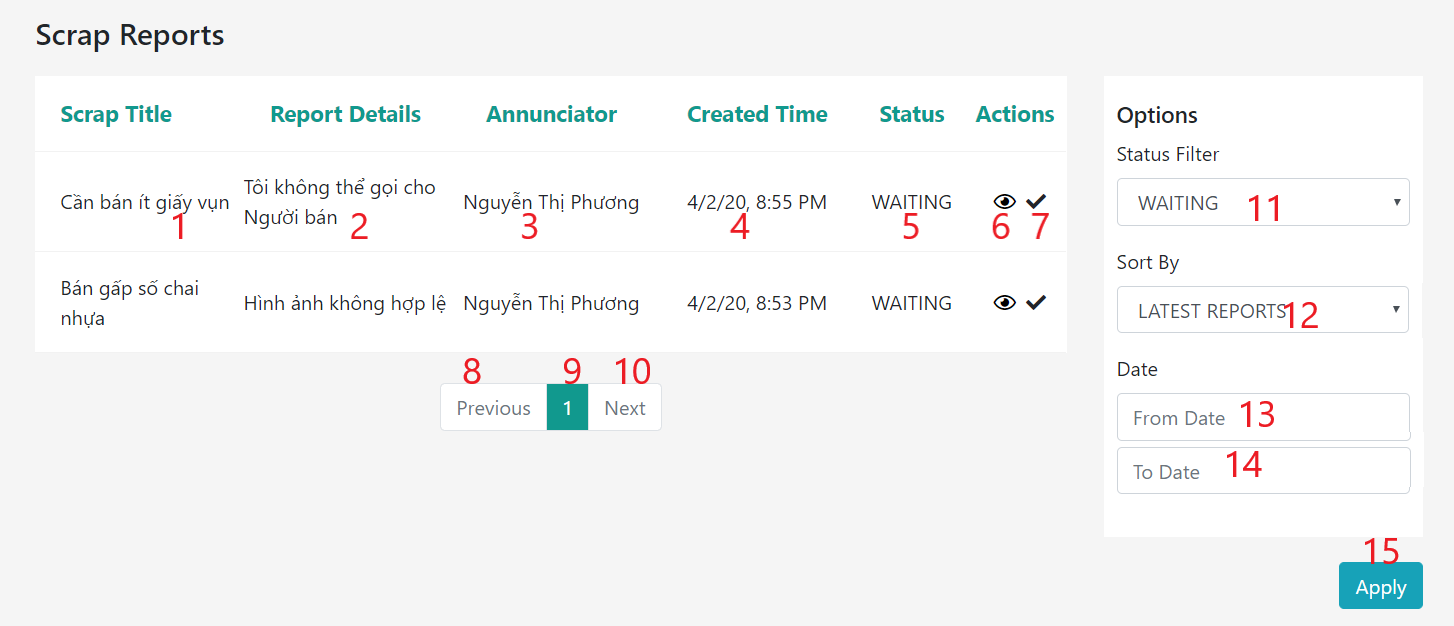 Scrap Reports
Scrap Title Report Details Annunciator Created Time Status Actions
Cần bán ít giấy vụn
1
Tôi không thể gọi cho
Người bán
2
Nguyễn Thị Phương
3
4/2/20, 8:55 PM
4
WAITING
5
6 7
Bán gấp số chai
nhựa
Hình ảnh không hợp lệ
Nguyễn Thị Phương
4/2/20, 8:53 PM
WAITING
8 9 10
Previous 1 Next
Options
Status Filter
WAITING 11
Sort By
LATEST REPORTS 12
Date
From Date 13
To Date 14
15
Apply